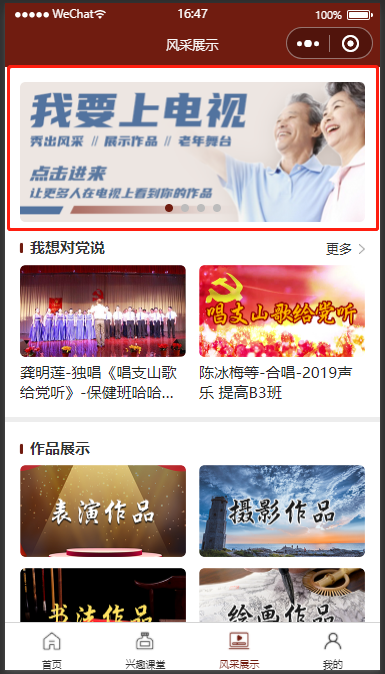 WeChat 16:47 100%
风采展示
我要上电视
秀出风采 // 展示作品 // 老年舞台
点击进来
让更多人在电视上看到你的作品
我想对党说 更多
唱支山歌给党听
龚明莲-独唱《唱支山歌给党听》-保健班哈哈...
陈冰梅等-合唱-2019声乐 提高B3班
作品展示
表演作品
摄影作品
书法作品
绘画作品
首页 兴趣课堂 风采展示 我的